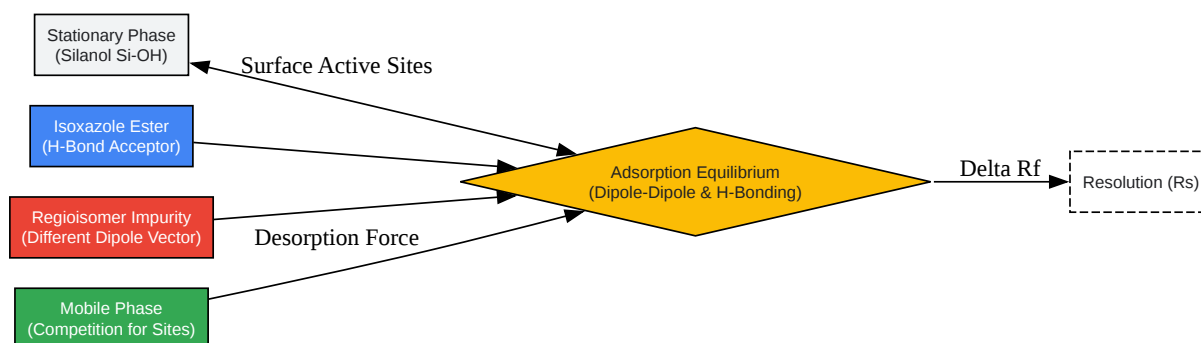 Stationary Phase
(Silanol Si-OH)
Surface Active Sites
Isoxazole Ester
(H-Bond Acceptor)
Adsorption Equilibrium
(Dipole-Dipole & H-Bonding)
Delta Rf
Resolution (Rs)
Regioisomer Impurity
(Different Dipole Vector)
Desorption Force
Mobile Phase
(Competition for Sites)